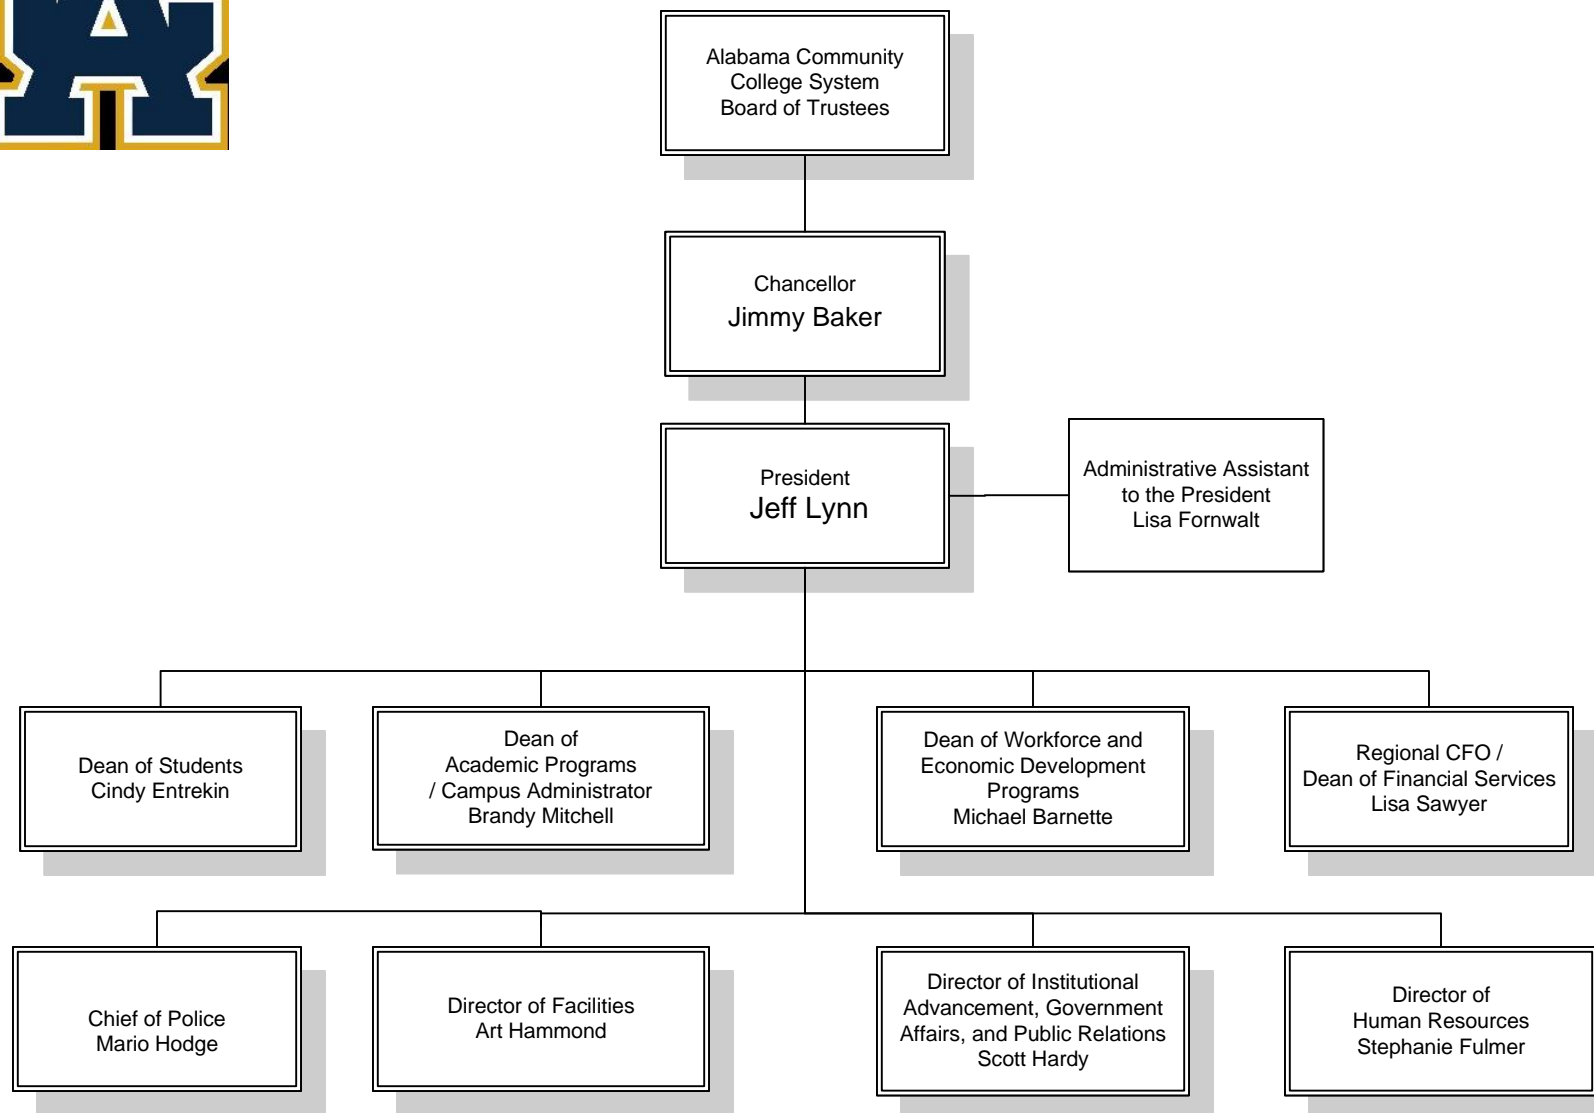 A
Alabama Community
College System
Board of Trustees
Chancellor
Jimmy Baker
President
Jeff Lynn
Administrative Assistant
to the President
Lisa Fornwalt
Dean of Students
Cindy Entrekin
Dean of
Academic Programs
/ Campus Administrator
Brandy Mitchell
Dean of Workforce and
Economic Development
Programs
Michael Barnette
Regional CFO /
Dean of Financial Services
Lisa Sawyer
Chief of Police
Mario Hodge
Director of Facilities
Art Hammond
Director of Institutional
Advancement, Government
Affairs, and Public Relations
Scott Hardy
Director of
Human Resources
Stephanie Fulmer